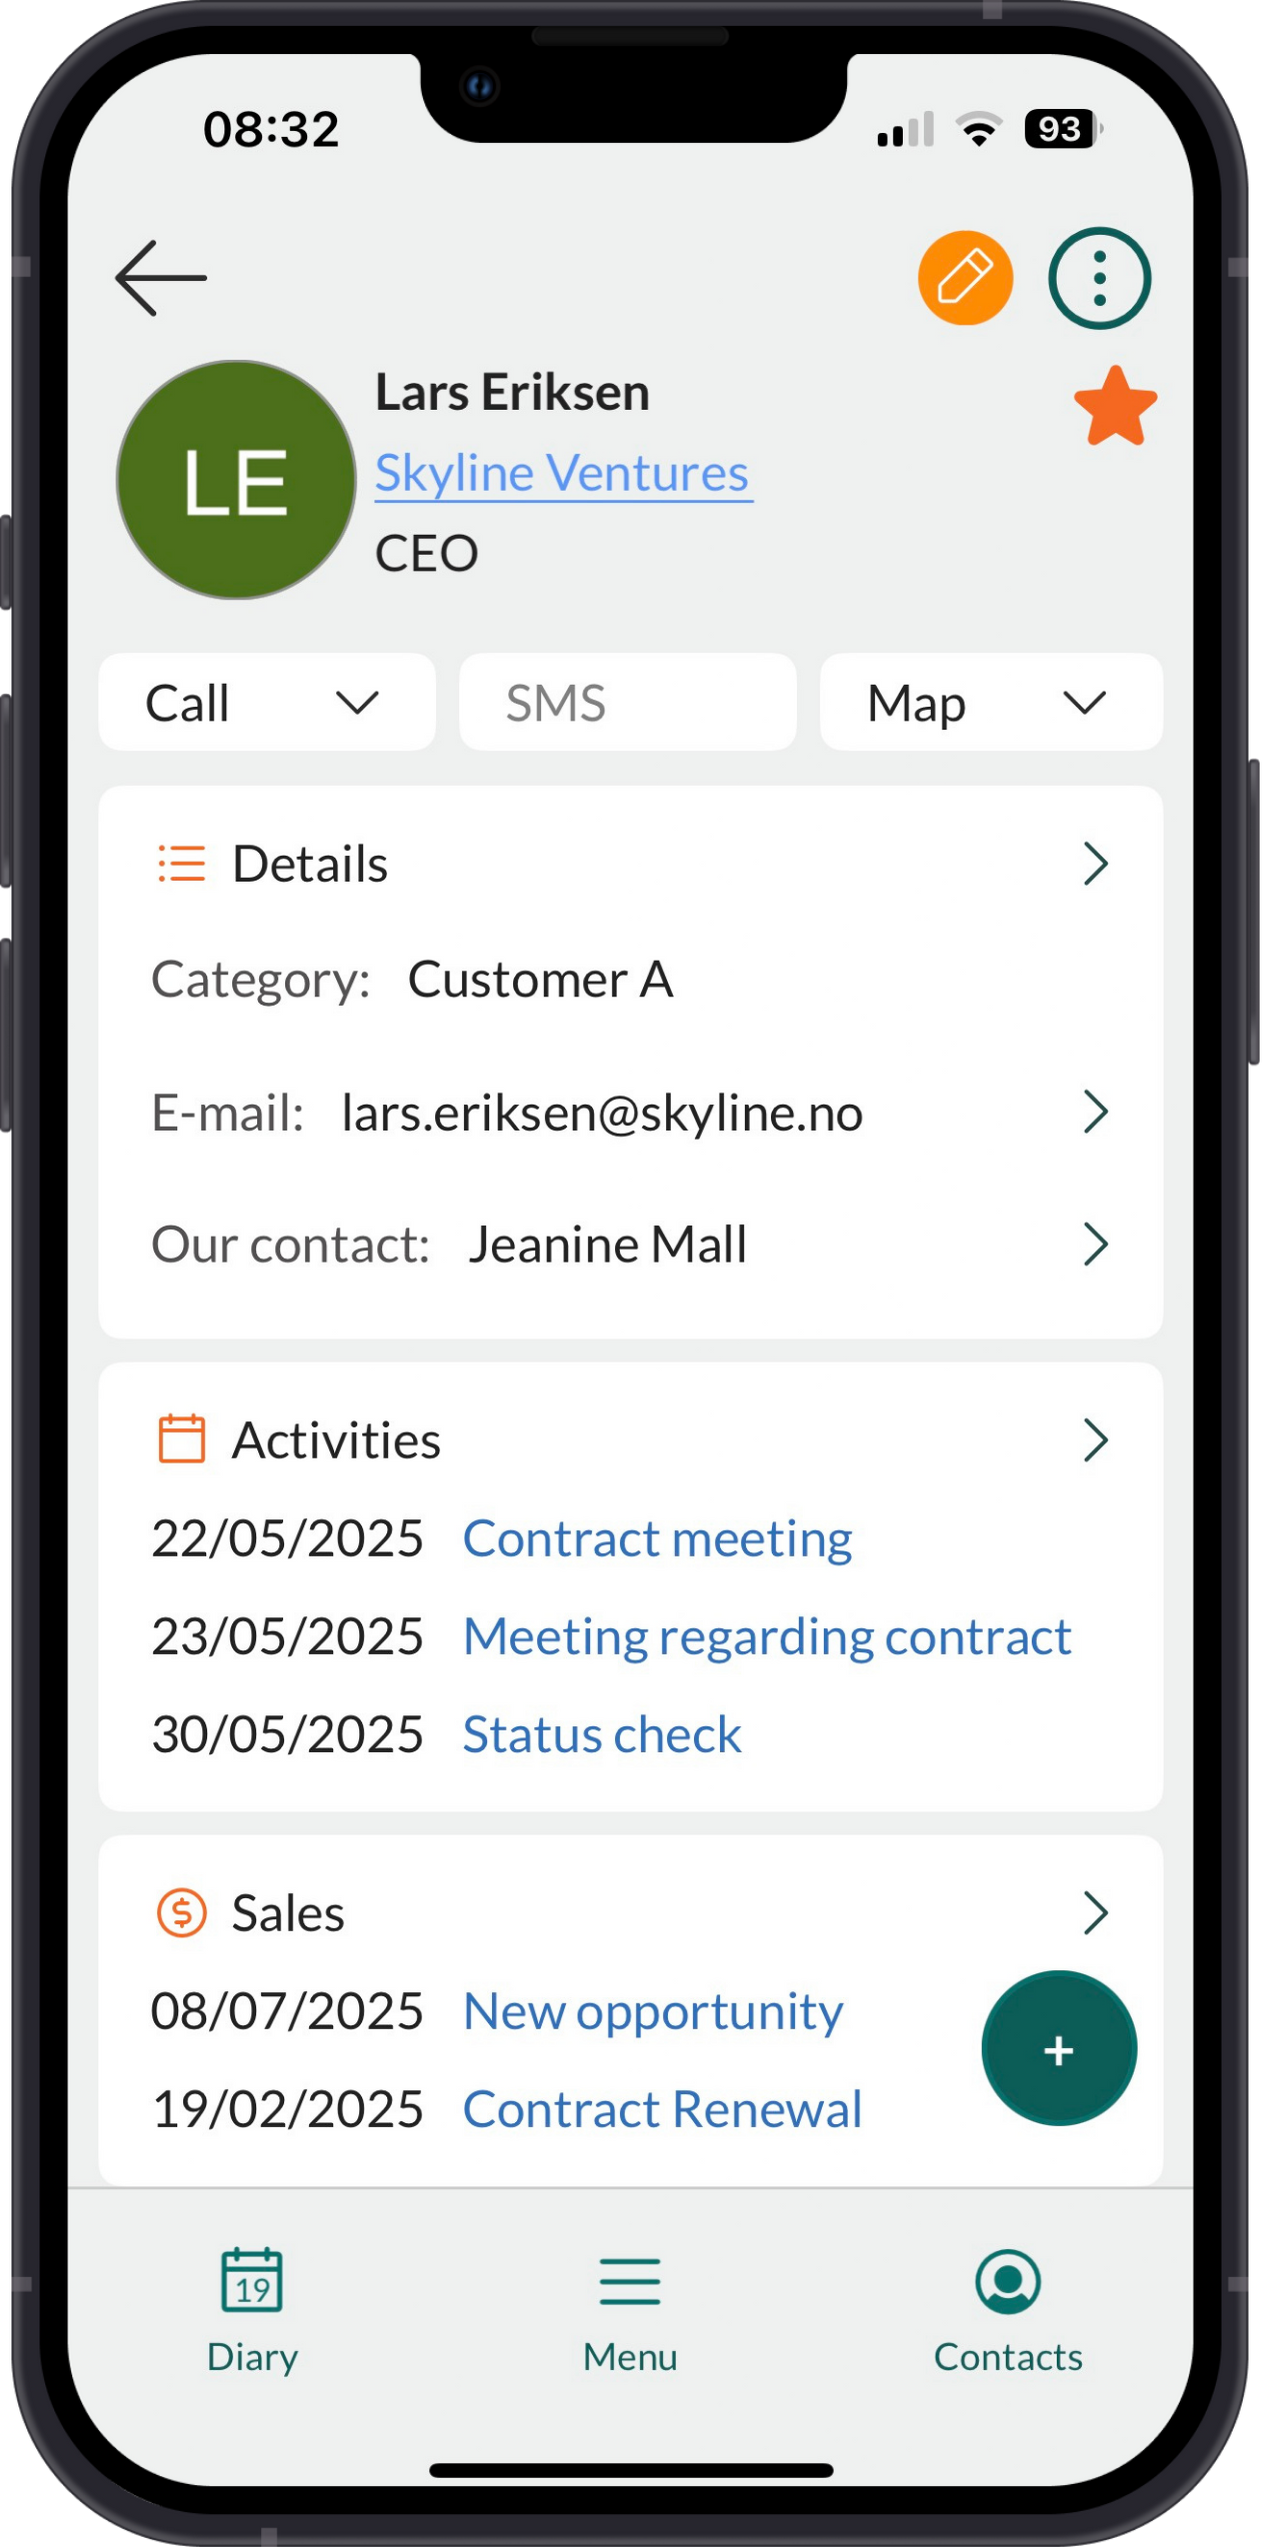 08:32
93
Lars Eriksen
LE
Skyline Ventures
CEO
Call
SMS
Map
Details
Category: Customer A
E-mail: lars.eriksen@skyline.no
Our contact: Jeanine Mall
Activities
22/05/2025 Contract meeting
23/05/2025 Meeting regarding contract
30/05/2025 Status check
$ Sales
08/07/2025 New opportunity
+
19/02/2025 Contract Renewal
19
Diary
Menu
Contacts